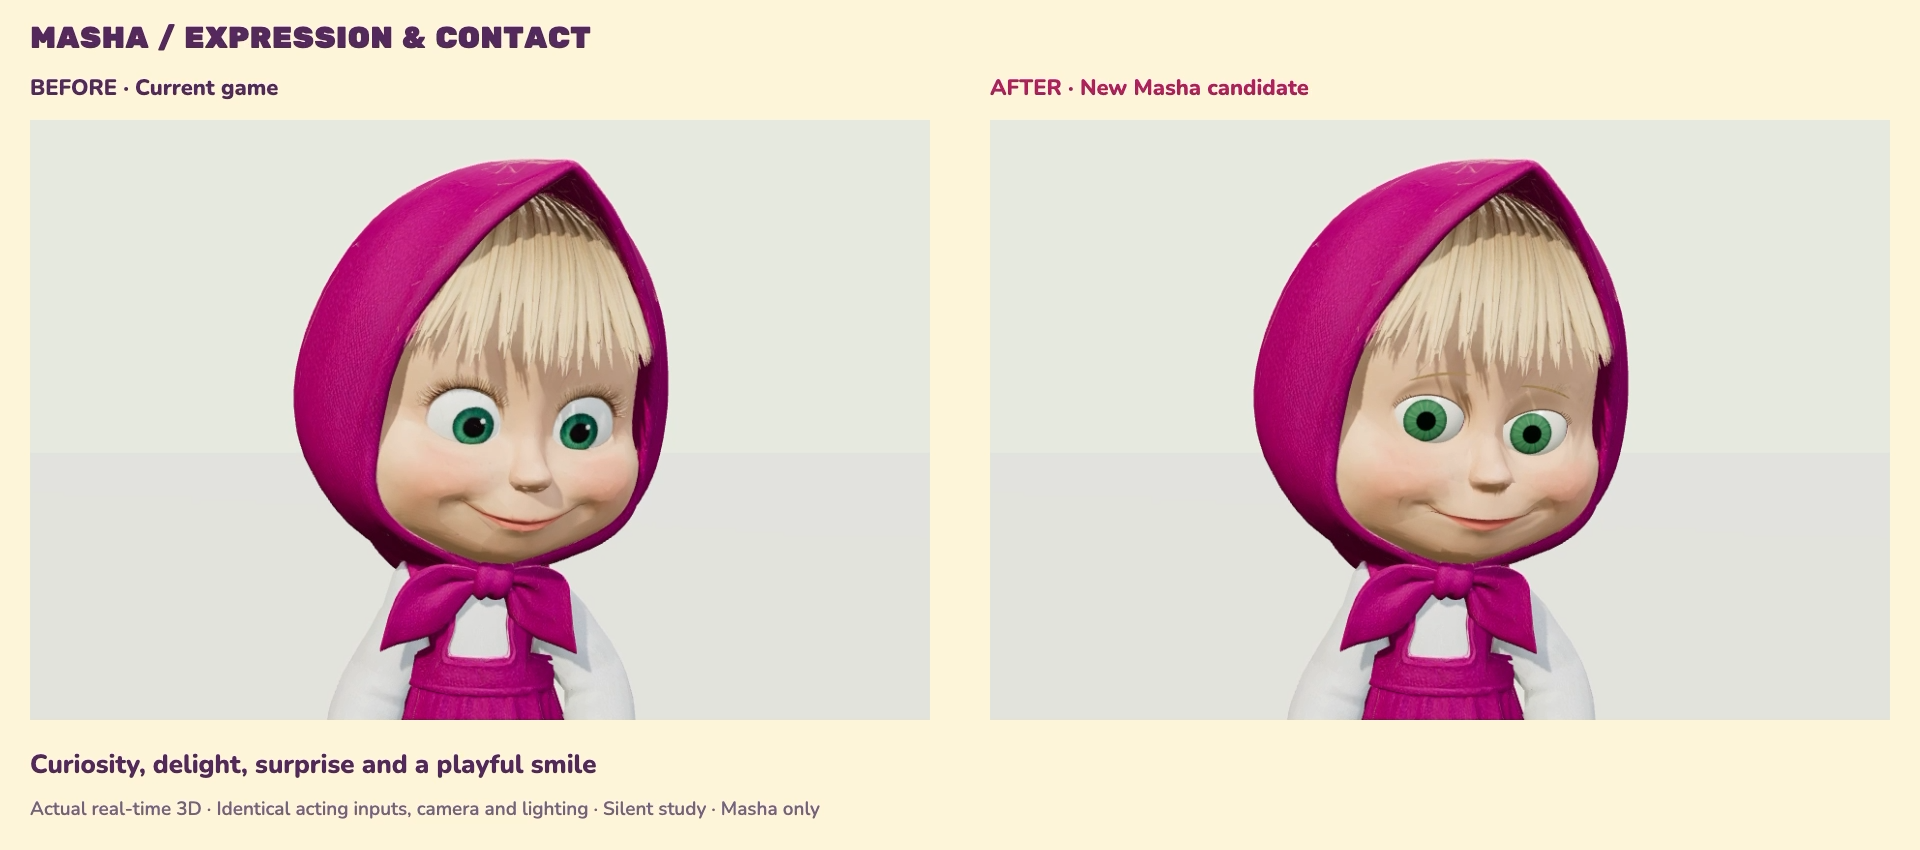 MASHA / EXPRESSION & CONTACT
BEFORE · Current game
AFTER · New Masha candidate
Curiosity, delight, surprise and a playful smile
Actual real-time 3D · Identical acting inputs, camera and lighting · Silent study · Masha only